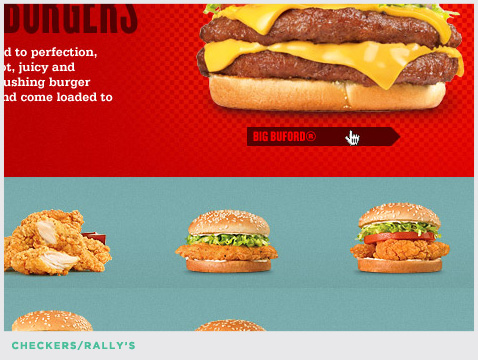 BURGERS
d to perfection,
ot, juicy and
ushing burger
nd come loaded to
BIG BUFORD®
CHECKERS/RALLY'S